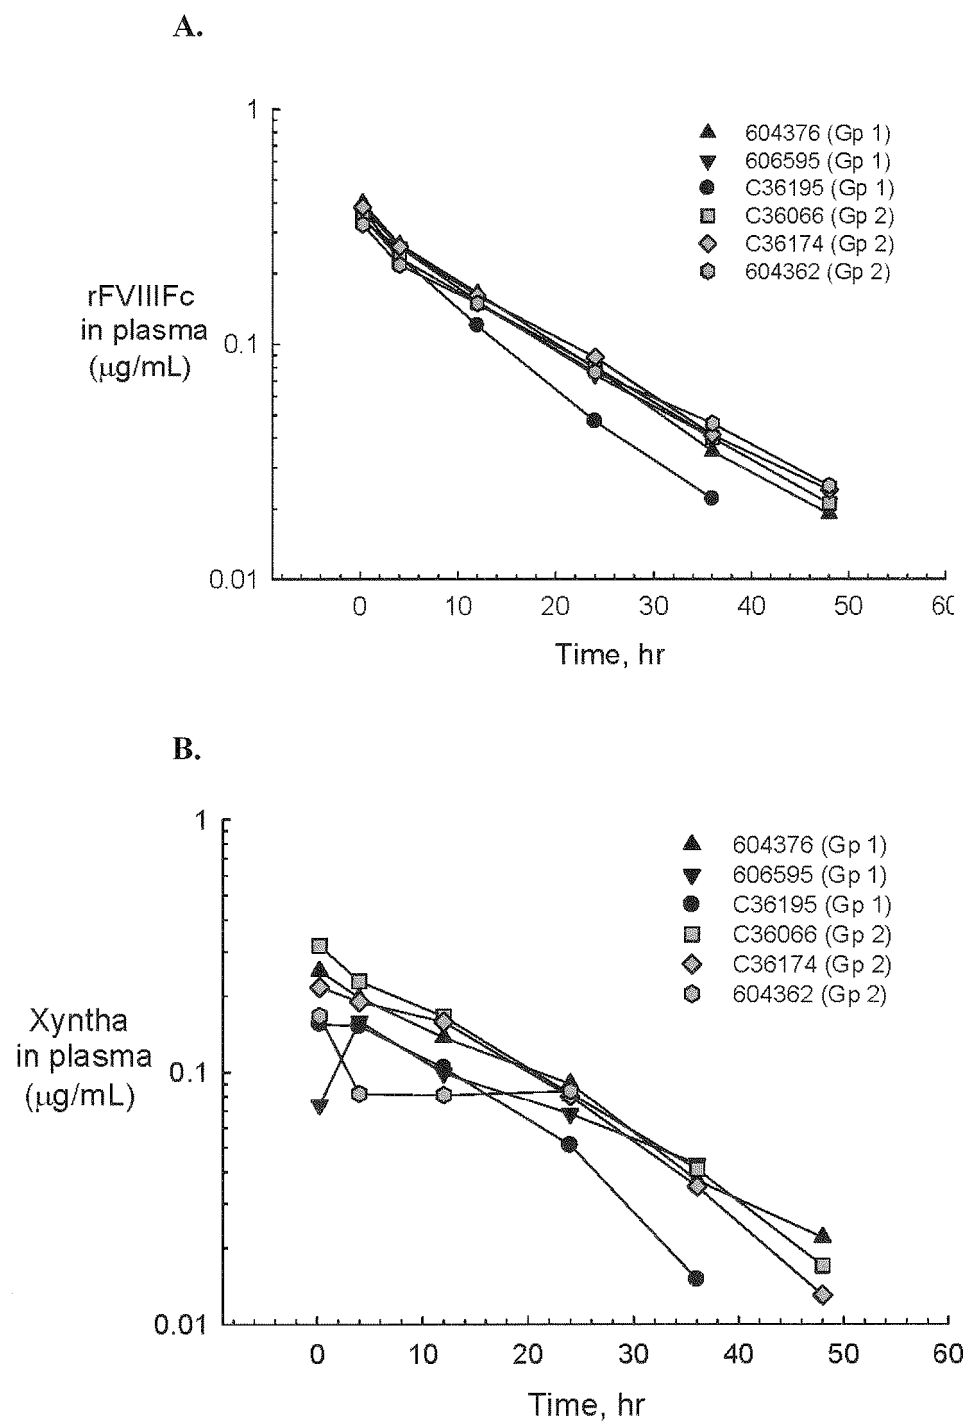 A.
1
0.1
0.01
rFVIIIFc
in plasma
(µg/mL)
604376 (Gp 1)
606595 (Gp 1)
C36195 (Gp 1)
C36066 (Gp 2)
C36174 (Gp 2)
604362 (Gp 2)
0 10 20 30 40 50 60
Time, hr
B.
1
0.1
0.01
Xyntha
in plasma
(µg/mL)
604376 (Gp 1)
606595 (Gp 1)
C36195 (Gp 1)
C36066 (Gp 2)
C36174 (Gp 2)
604362 (Gp 2)
0 10 20 30 40 50 60
Time, hr